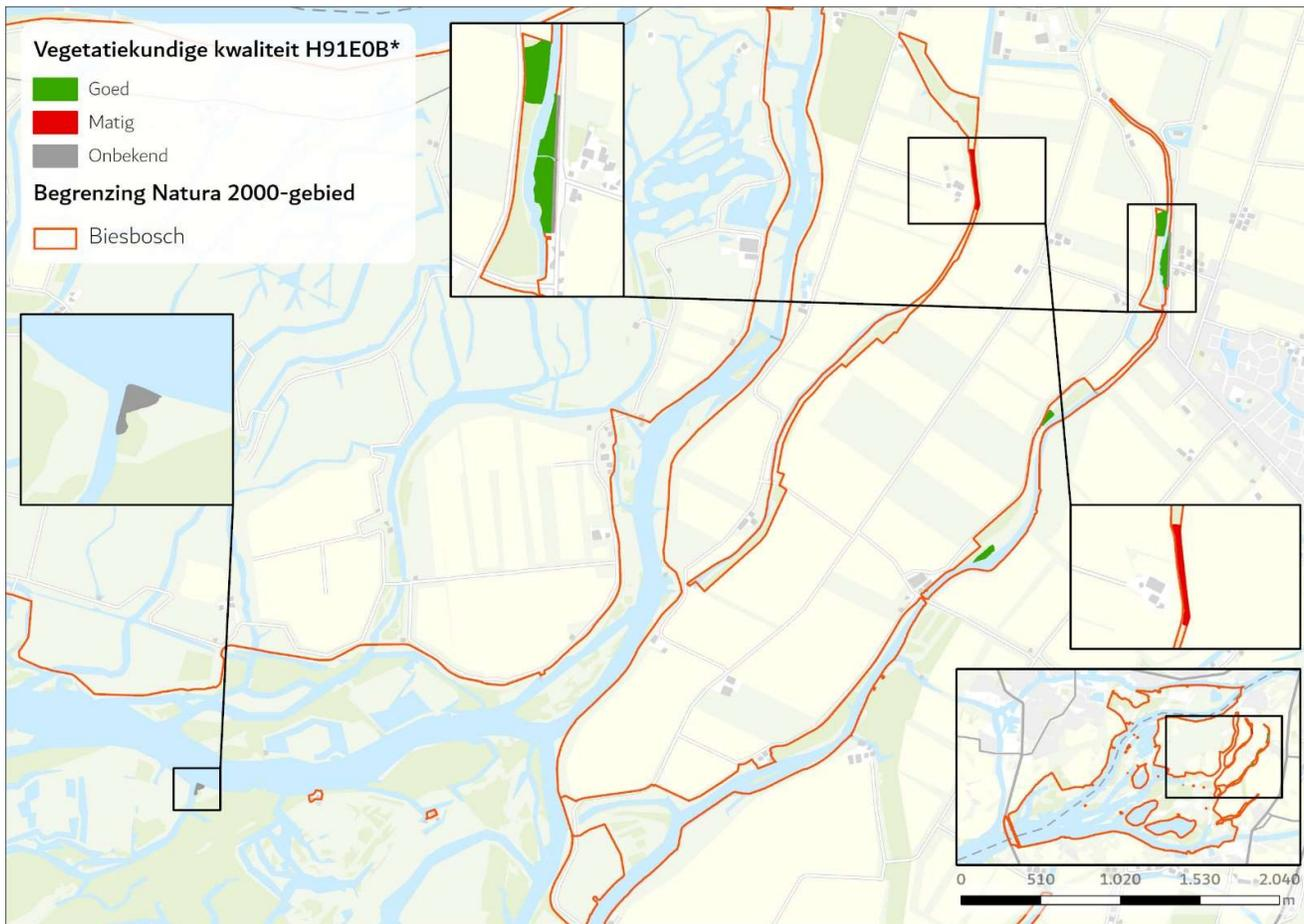 Vegetatiekundige kwaliteit H91E0B*
Goed
Matig
Onbekend
Begrenzing Natura 2000-gebied
Biesbosch
0 510 1.020 1.530 2.040
m